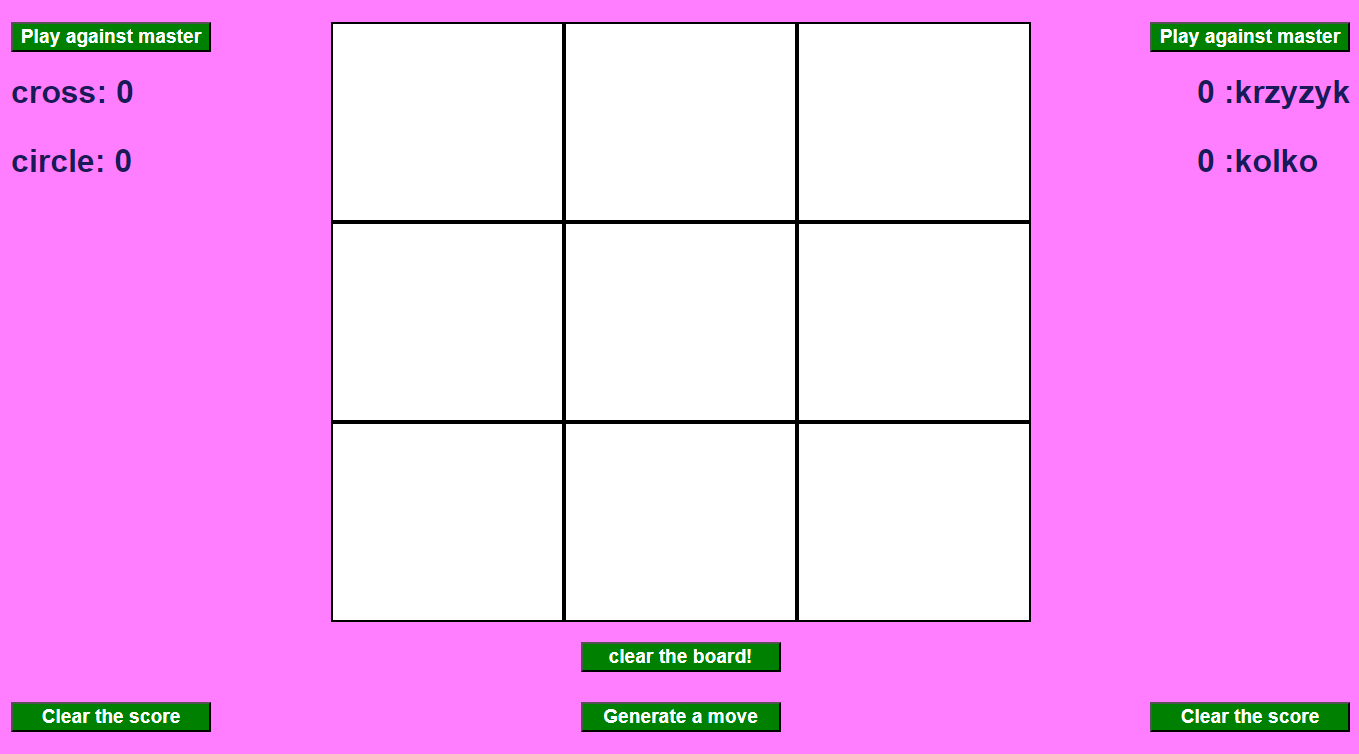 Play against master
cross: 0
circle: 0
Play against master
0 :krzyzyk
0 :kolko
clear the board!
Clear the score
Generate a move
Clear the score